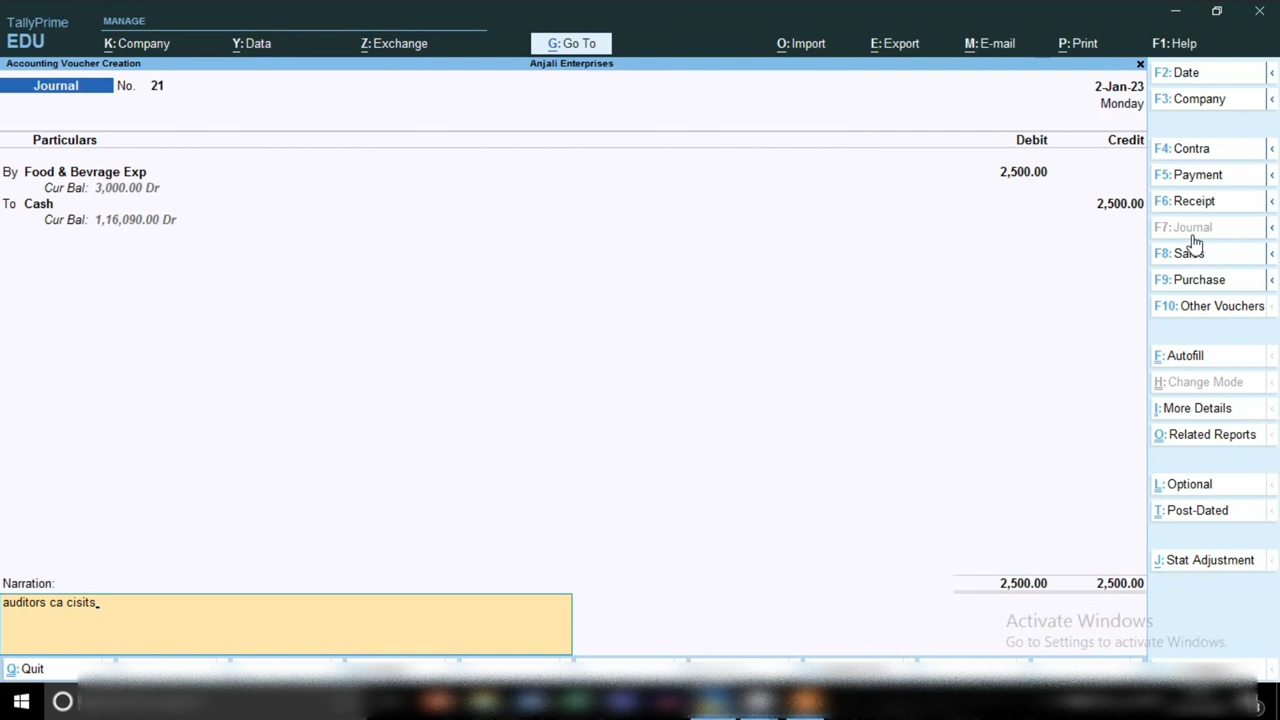 TallyPrime
EDU
MANAGE
K:Company
Y:Data
Z:Exchange
G:Go To
O:Import
E:Export
M:E-mail
P:Print
F1:Help
Accounting Voucher Creation
Anjali Enterprises
Journal No. 21
2-Jan-23
Monday
Particulars Debit Credit
By Food & Bevrage Exp 2,500.00
Cur Bal: 3,000.00 Dr
To Cash 2,500.00
Cur Bal: 1,16,090.00 Dr
Narration:
2,500.00 2,500.00
auditors ca cisits
Q:Quit
F2:Date
F3:Company
F4:Contra
F5:Payment
F6:Receipt
F7:Journal
F8:Sales
F9:Purchase
F10:Other Vouchers
F:Autofill
H:Change Mode
I:More Details
O:Related Reports
L:Optional
T:Post-Dated
J:Stat Adjustment
Activate Windows
Go to Settings to activate Windows.